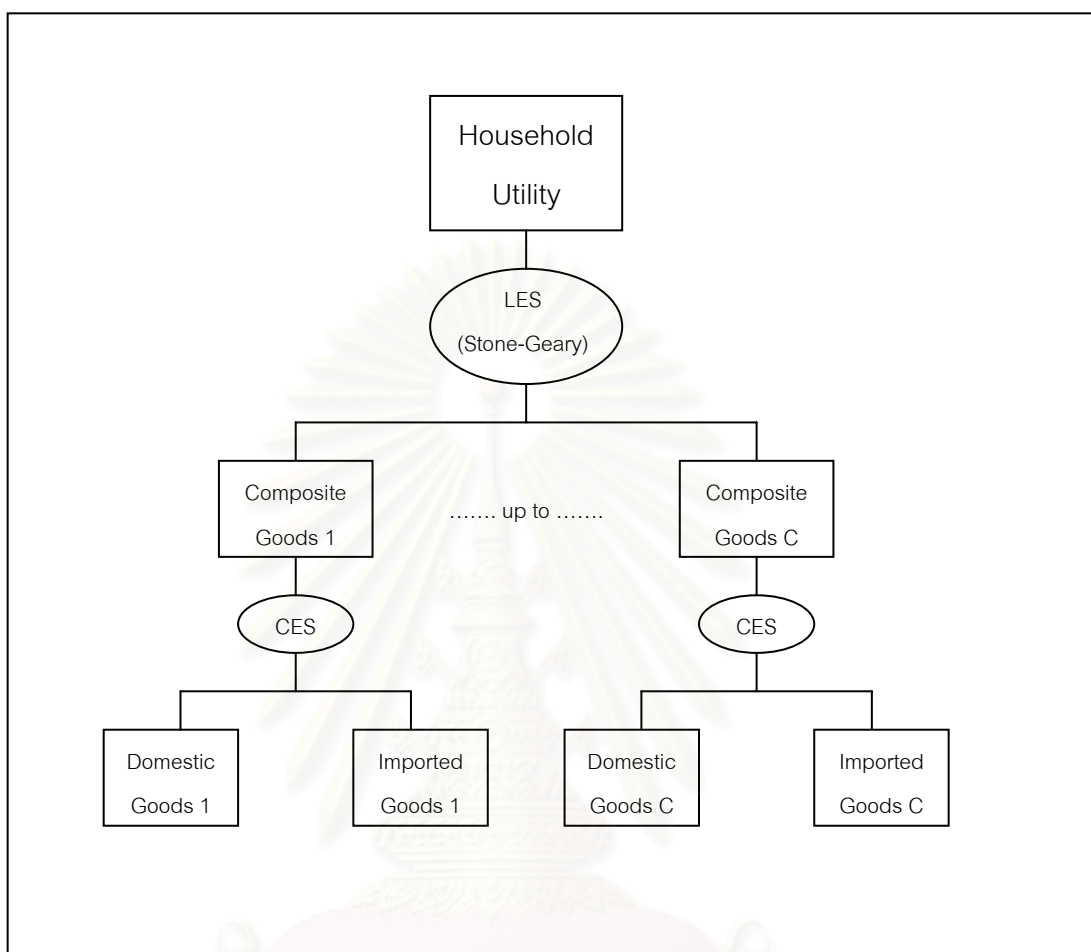 Household
Utility
LES
(Stone-Geary)
Composite
Goods 1
……. up to …….
Composite
Goods C
CES
CES
Domestic
Goods 1
Imported
Goods 1
Domestic
Goods C
Imported
Goods C